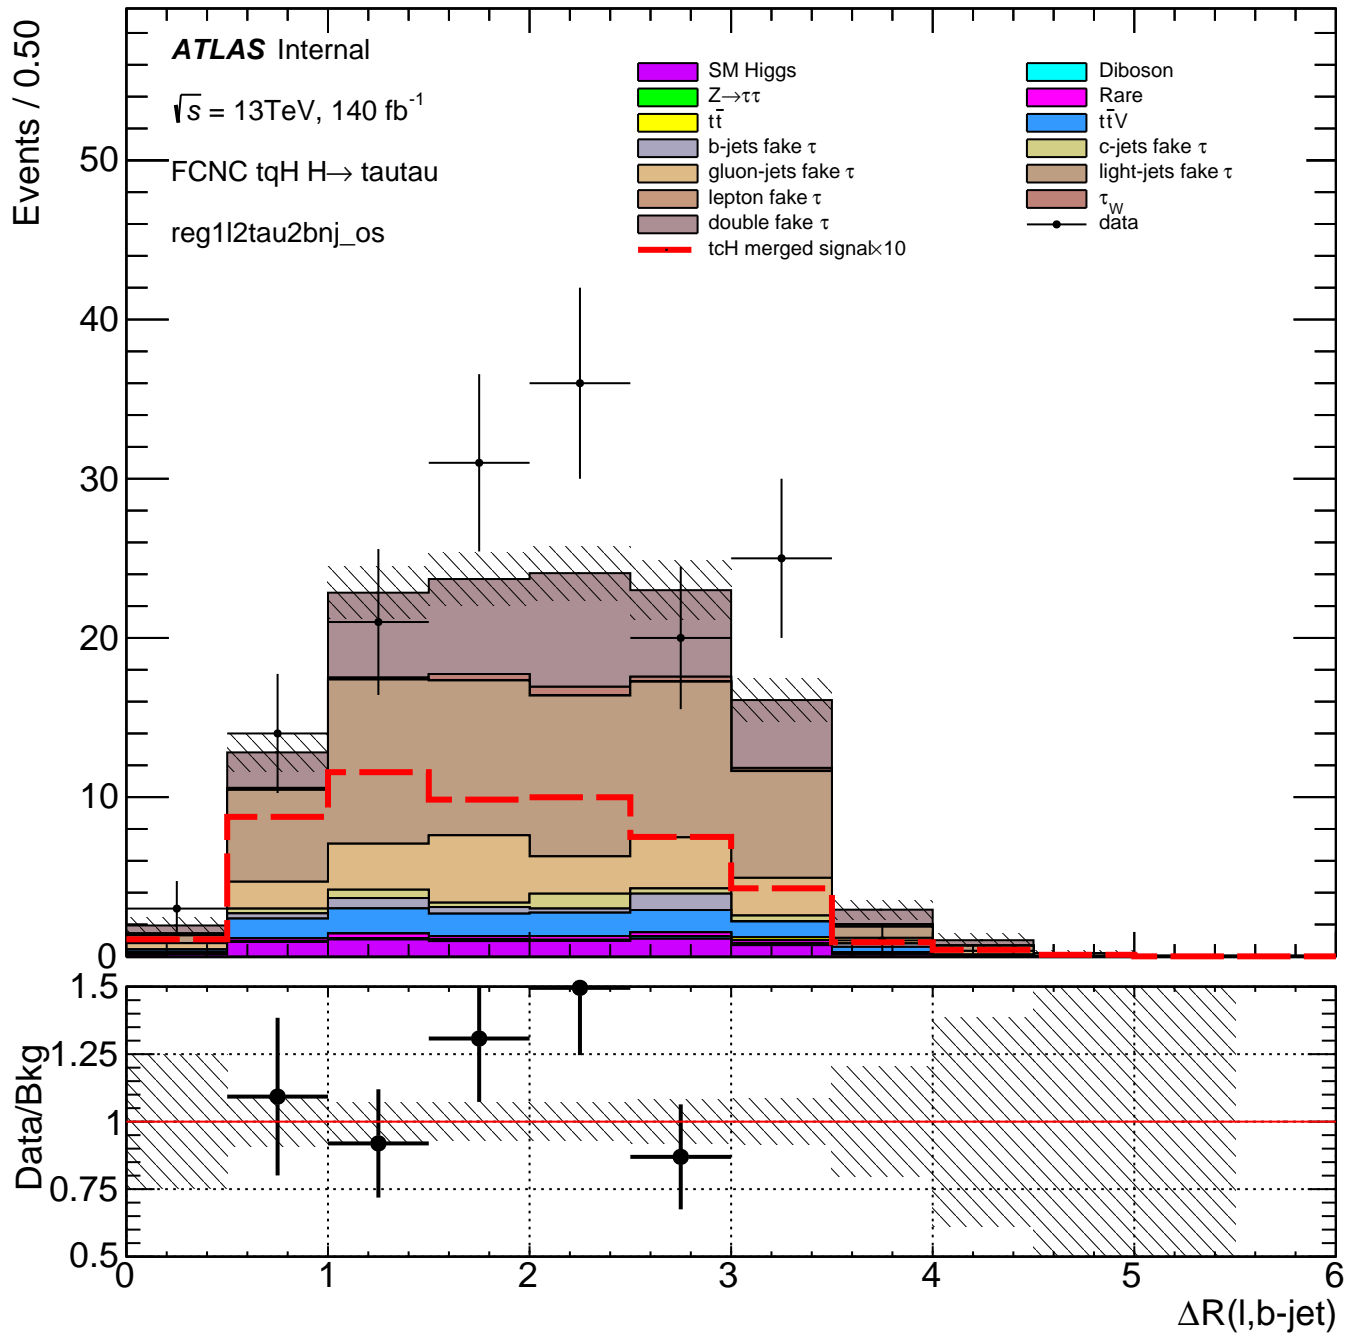 Events / 0.50
ATLAS Internal
√s = 13TeV, 140 fb⁻¹
FCNC tqH H→ tautau
reg1l2tau2bnj_os
SM Higgs
Z→ττ
tt̄
b-jets fake τ
gluon-jets fake τ
lepton fake τ
double fake τ
tcH merged signal×10
Diboson
Rare
tt̄V
c-jets fake τ
light-jets fake τ
τ_W
data
50
40
30
20
10
0
Data/Bkg
1.5
1.25
1
0.75
0.5
0 1 2 3 4 5 6
ΔR(l,b-jet)